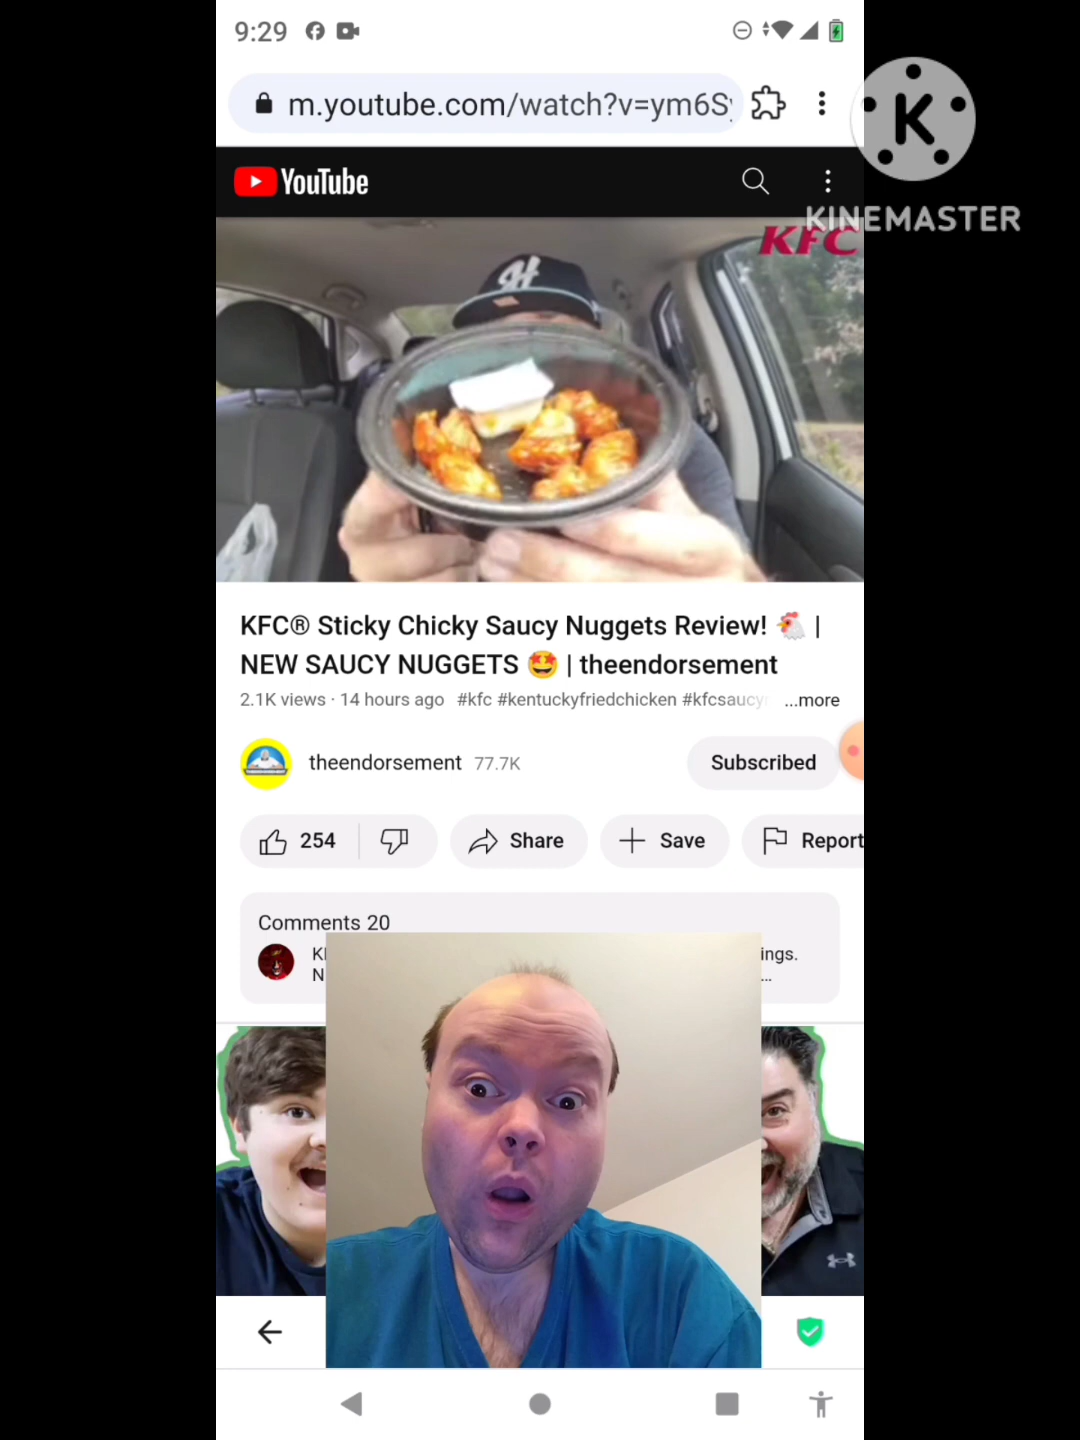 9:29
m.youtube.com/watch?v=ym6S
K
KINEMASTER
YouTube
KFC
H
KFC® Sticky Chicky Saucy Nuggets Review! 🐔 |
NEW SAUCY NUGGETS 🤩 | theendorsement
2.1K views · 14 hours ago #kfc #kentuckyfriedchicken #kfcsaucy ...more
theendorsement 77.7K
Subscribed
254
Share
Save
Report
Comments 20
ings.
N
...